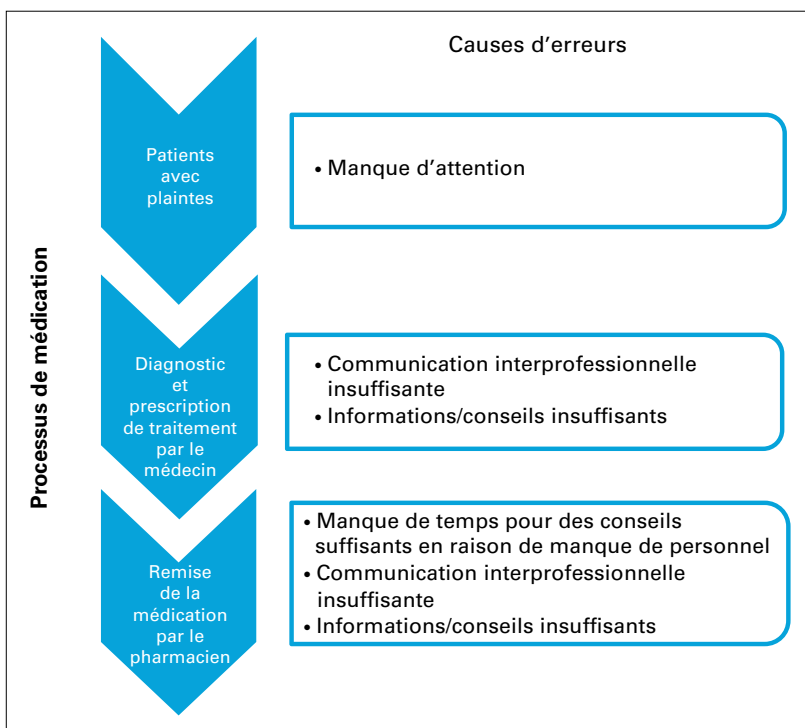 Causes d'erreurs
Processus de médication
Patients
avec
plaintes
• Manque d'attention
Diagnostic
et
prescription
de traitement
par le
médecin
• Communication interprofessionnelle
insuffisante
• Informations/conseils insuffisants
Remise
de la
médication
par le
pharmacien
• Manque de temps pour des conseils
suffisants en raison de manque de personnel
• Communication interprofessionnelle
insuffisante
• Informations/conseils insuffisants